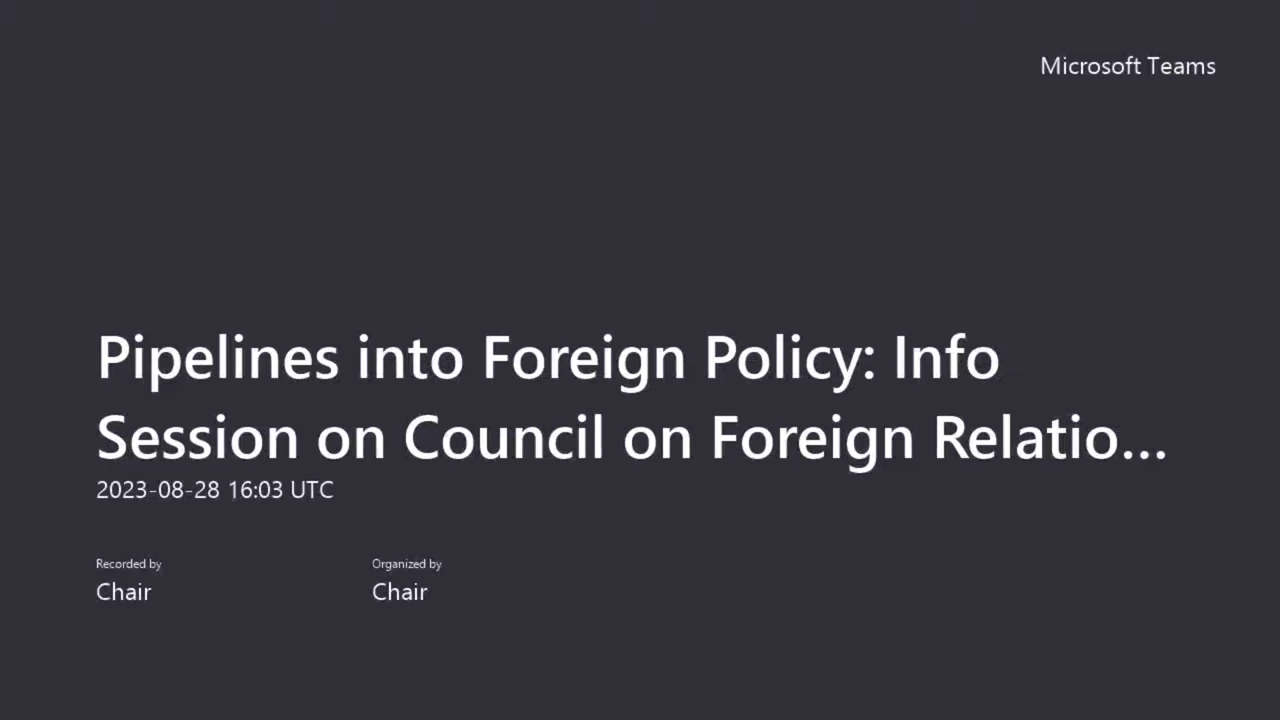 Microsoft Teams
Pipelines into Foreign Policy: Info
Session on Council on Foreign Relatio...
2023-08-28 16:03 UTC
Recorded by
Chair
Organized by
Chair